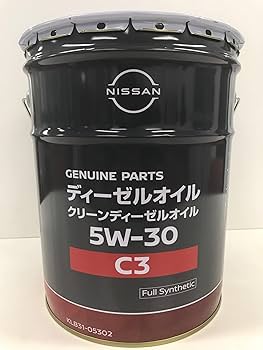 NISSAN
GENUINE PARTS
ディーゼルオイル
クリーンディーゼルオイル
5W-30
C3
Full Synthetic
KLB31-05302